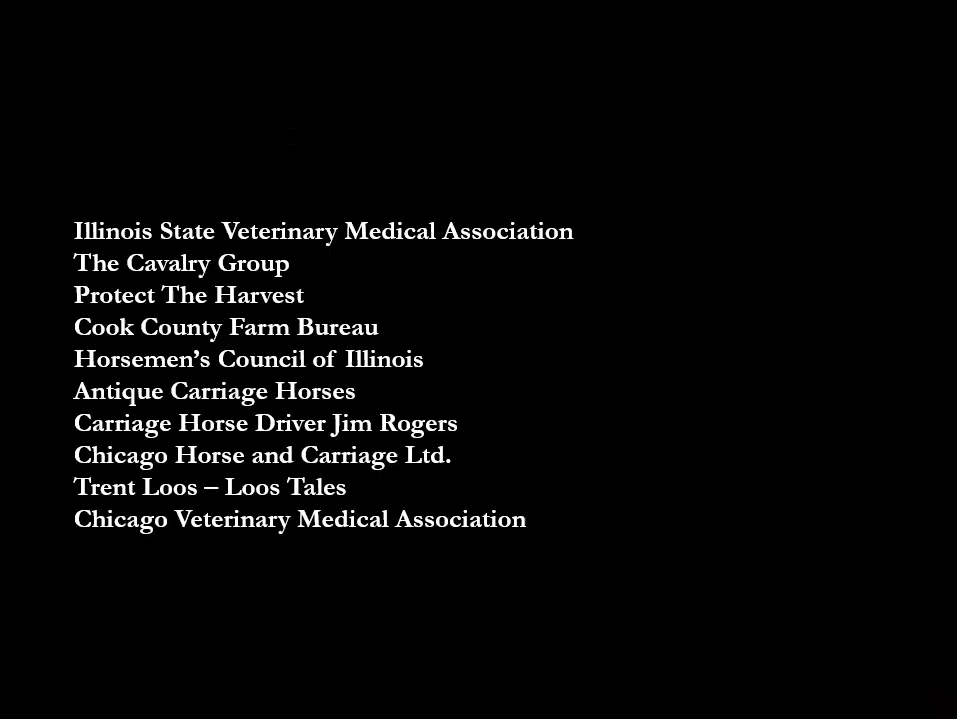 Illinois State Veterinary Medical Association
The Cavalry Group
Protect The Harvest
Cook County Farm Bureau
Horsemen’s Council of Illinois
Antique Carriage Horses
Carriage Horse Driver Jim Rogers
Chicago Horse and Carriage Ltd.
Trent Loos – Loos Tales
Chicago Veterinary Medical Association